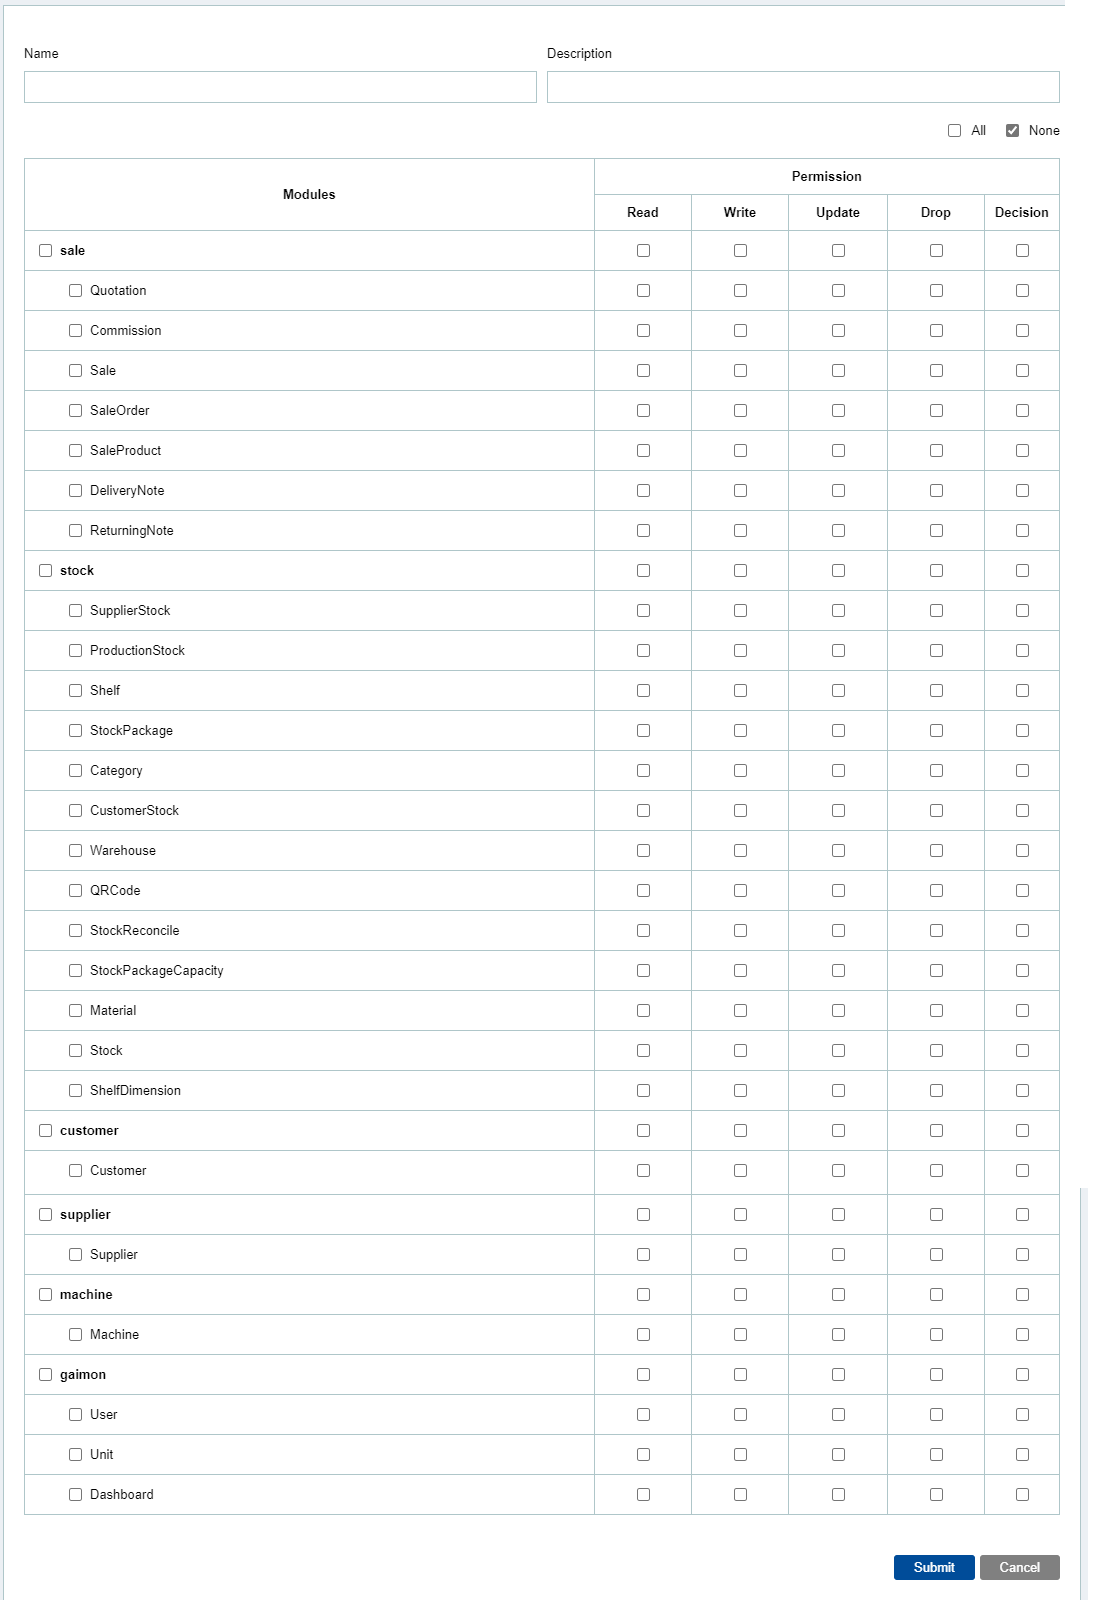 Name Description
All None
Modules Permission
Read Write Update Drop Decision
sale
Quotation
Commission
Sale
SaleOrder
SaleProduct
DeliveryNote
ReturningNote
stock
SupplierStock
ProductionStock
Shelf
StockPackage
Category
CustomerStock
Warehouse
QRCode
StockReconcile
StockPackageCapacity
Material
Stock
ShelfDimension
customer
Customer
supplier
Supplier
machine
Machine
gaimon
User
Unit
Dashboard
Submit Cancel